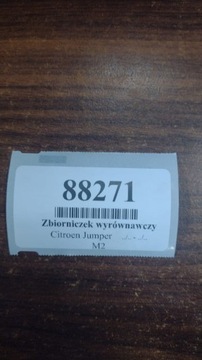 88271
Zbiorniczek wyrównawczy
Citroen Jumper
M2